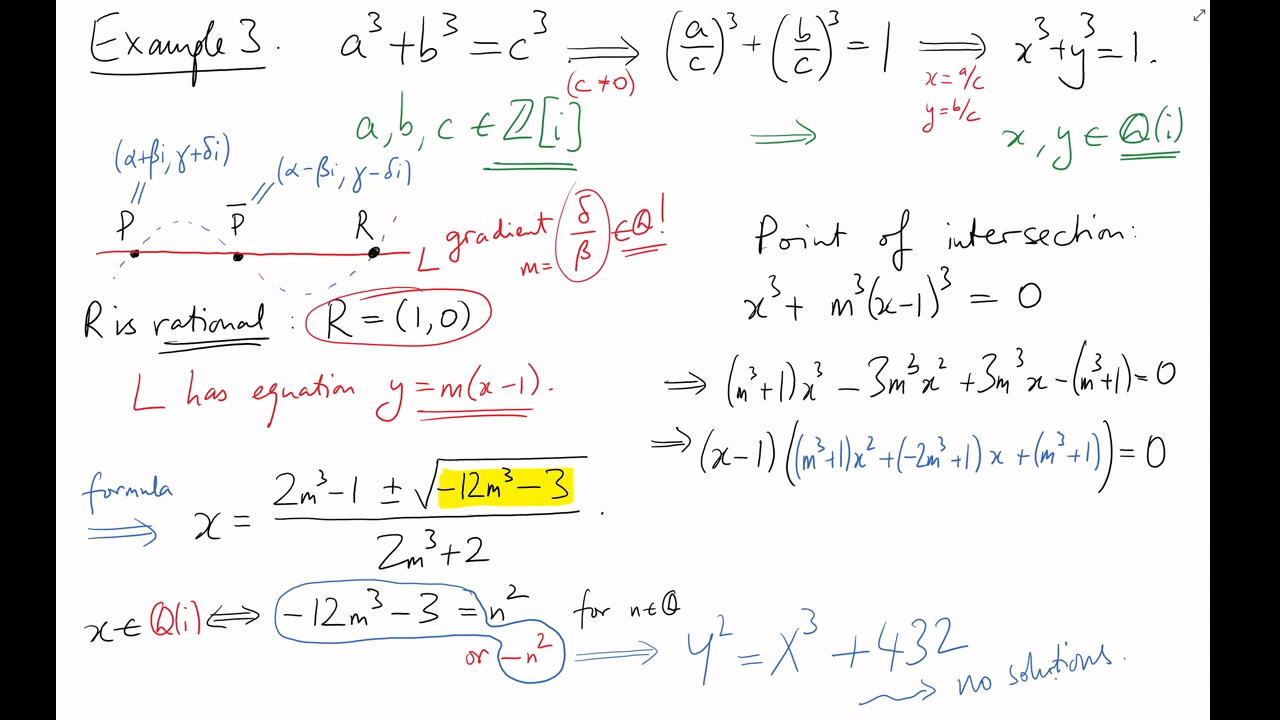 Example 3. a³ + b³ = c³ ⟹ (c ≠ 0) (a/c)³ + (b/c)³ = 1 ⟹ x = a/c y = b/c x³ + y³ = 1.
a, b, c ∈ ℤ[i] ⟹ x, y ∈ ℚ(i)
(α+βi, γ+δi) (α−βi, γ−δi)
P P̅ R L gradient m = δ/β ∈ ℚ!
R is rational : R = (1,0)
L has equation y = m(x−1).
Point of intersection:
x³ + m³(x−1)³ = 0
⟹ (m³+1)x³ − 3m³x² + 3m³x − (m³+1) = 0
⟹ (x−1)((m³+1)x² + (−2m³+1)x + (m³+1)) = 0
formula ⟹ x = (2m³−1 ± √(−12m³−3)) / (2m³+2) .
x ∈ ℚ(i) ⟺ −12m³ − 3 = n² or −n² for n ∈ ℚ
⟹ Y² = X³ + 432
⇝ no solutions.